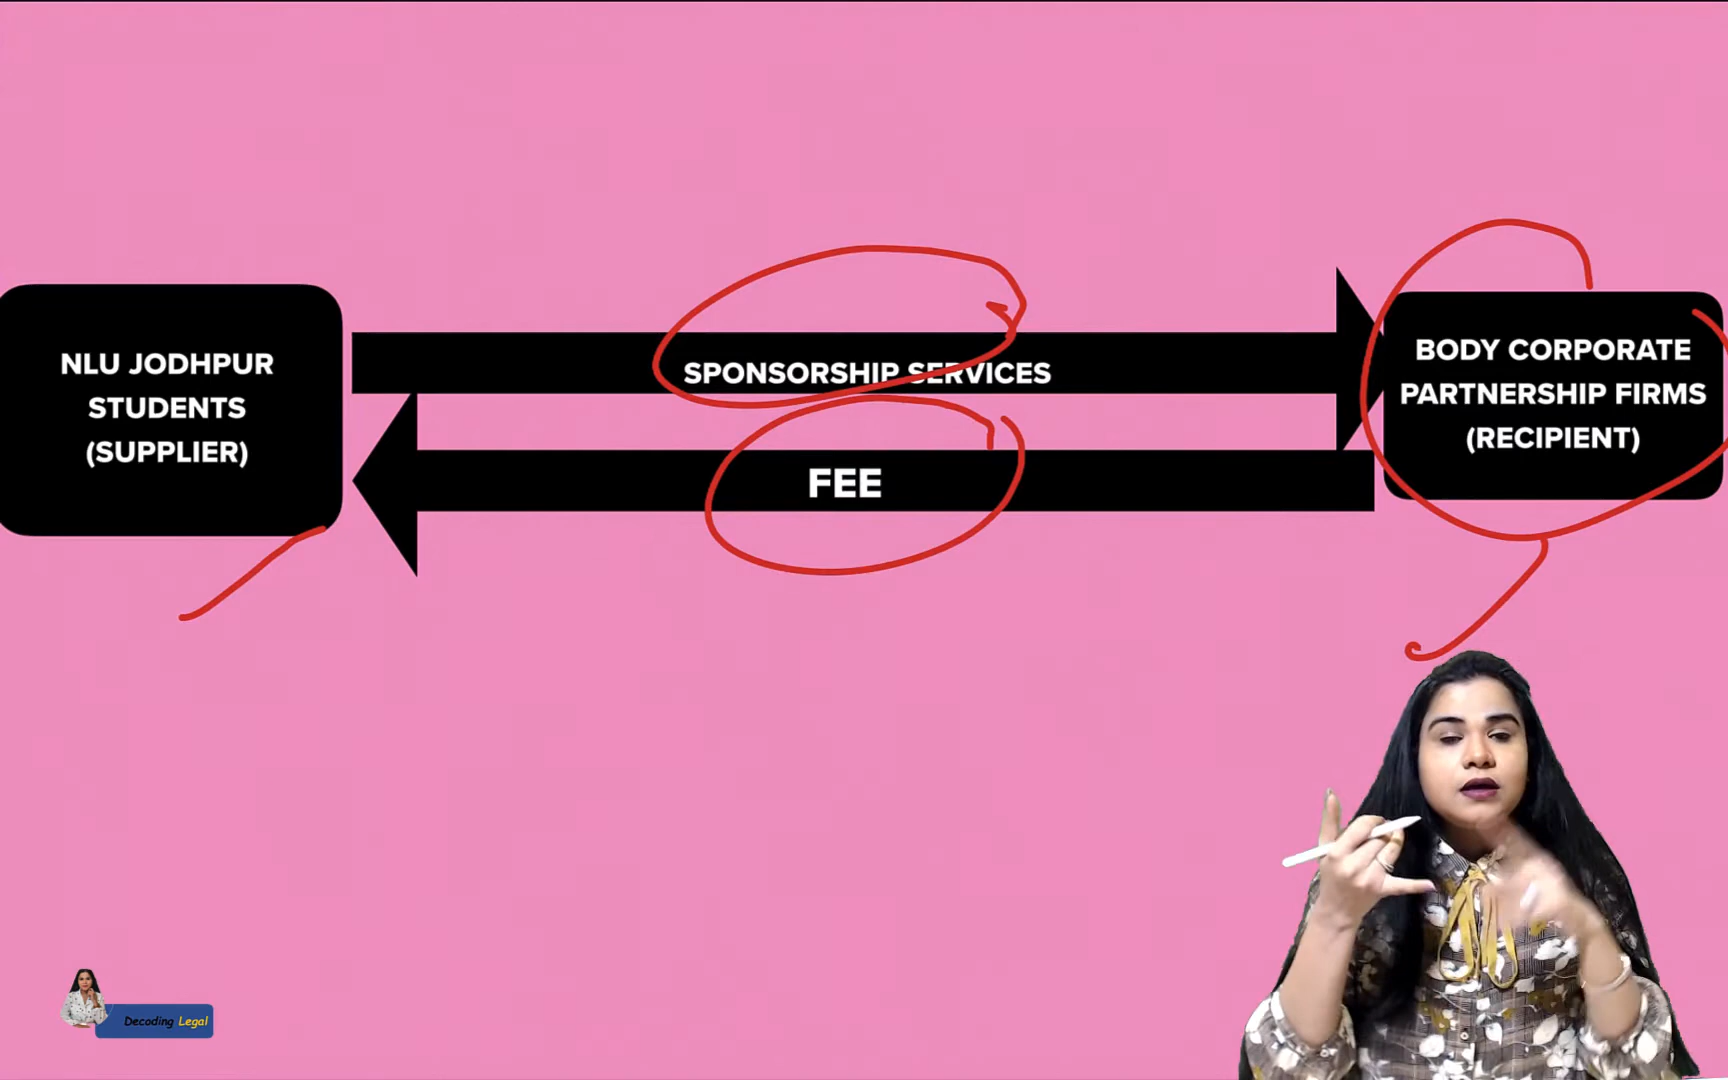 NLU JODHPUR
STUDENTS
(SUPPLIER)
SPONSORSHIP SERVICES
FEE
BODY CORPORATE
PARTNERSHIP FIRMS
(RECIPIENT)
Decoding Legal